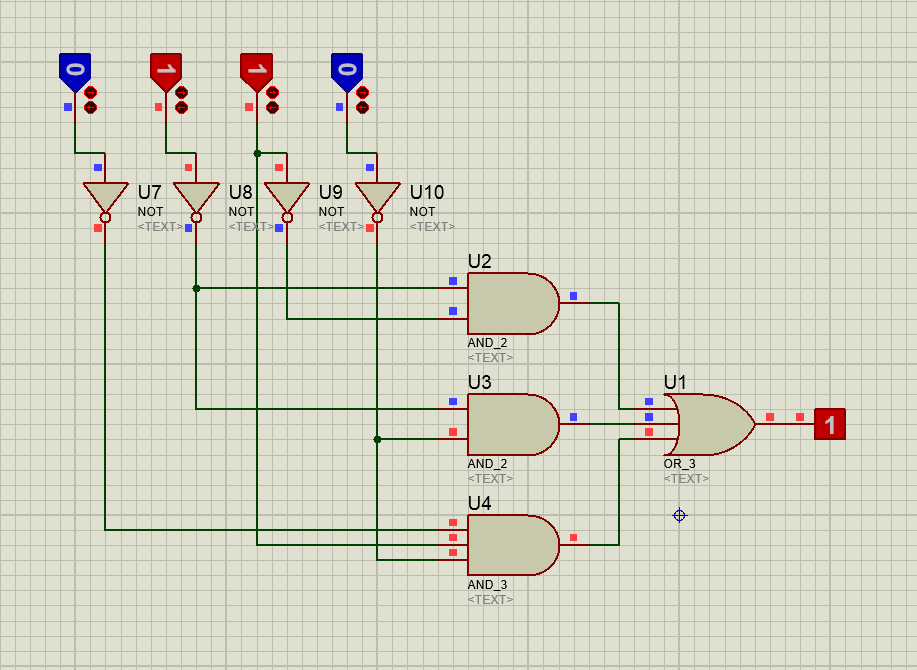 0 1 1 0
U7 U8 U9 U10
NOT NOT NOT NOT
<TEXT> <TEXT> <TEXT> <TEXT>
U2
AND_2
<TEXT>
U3 U1
1
AND_2 OR_3
<TEXT> <TEXT>
U4
AND_3
<TEXT>